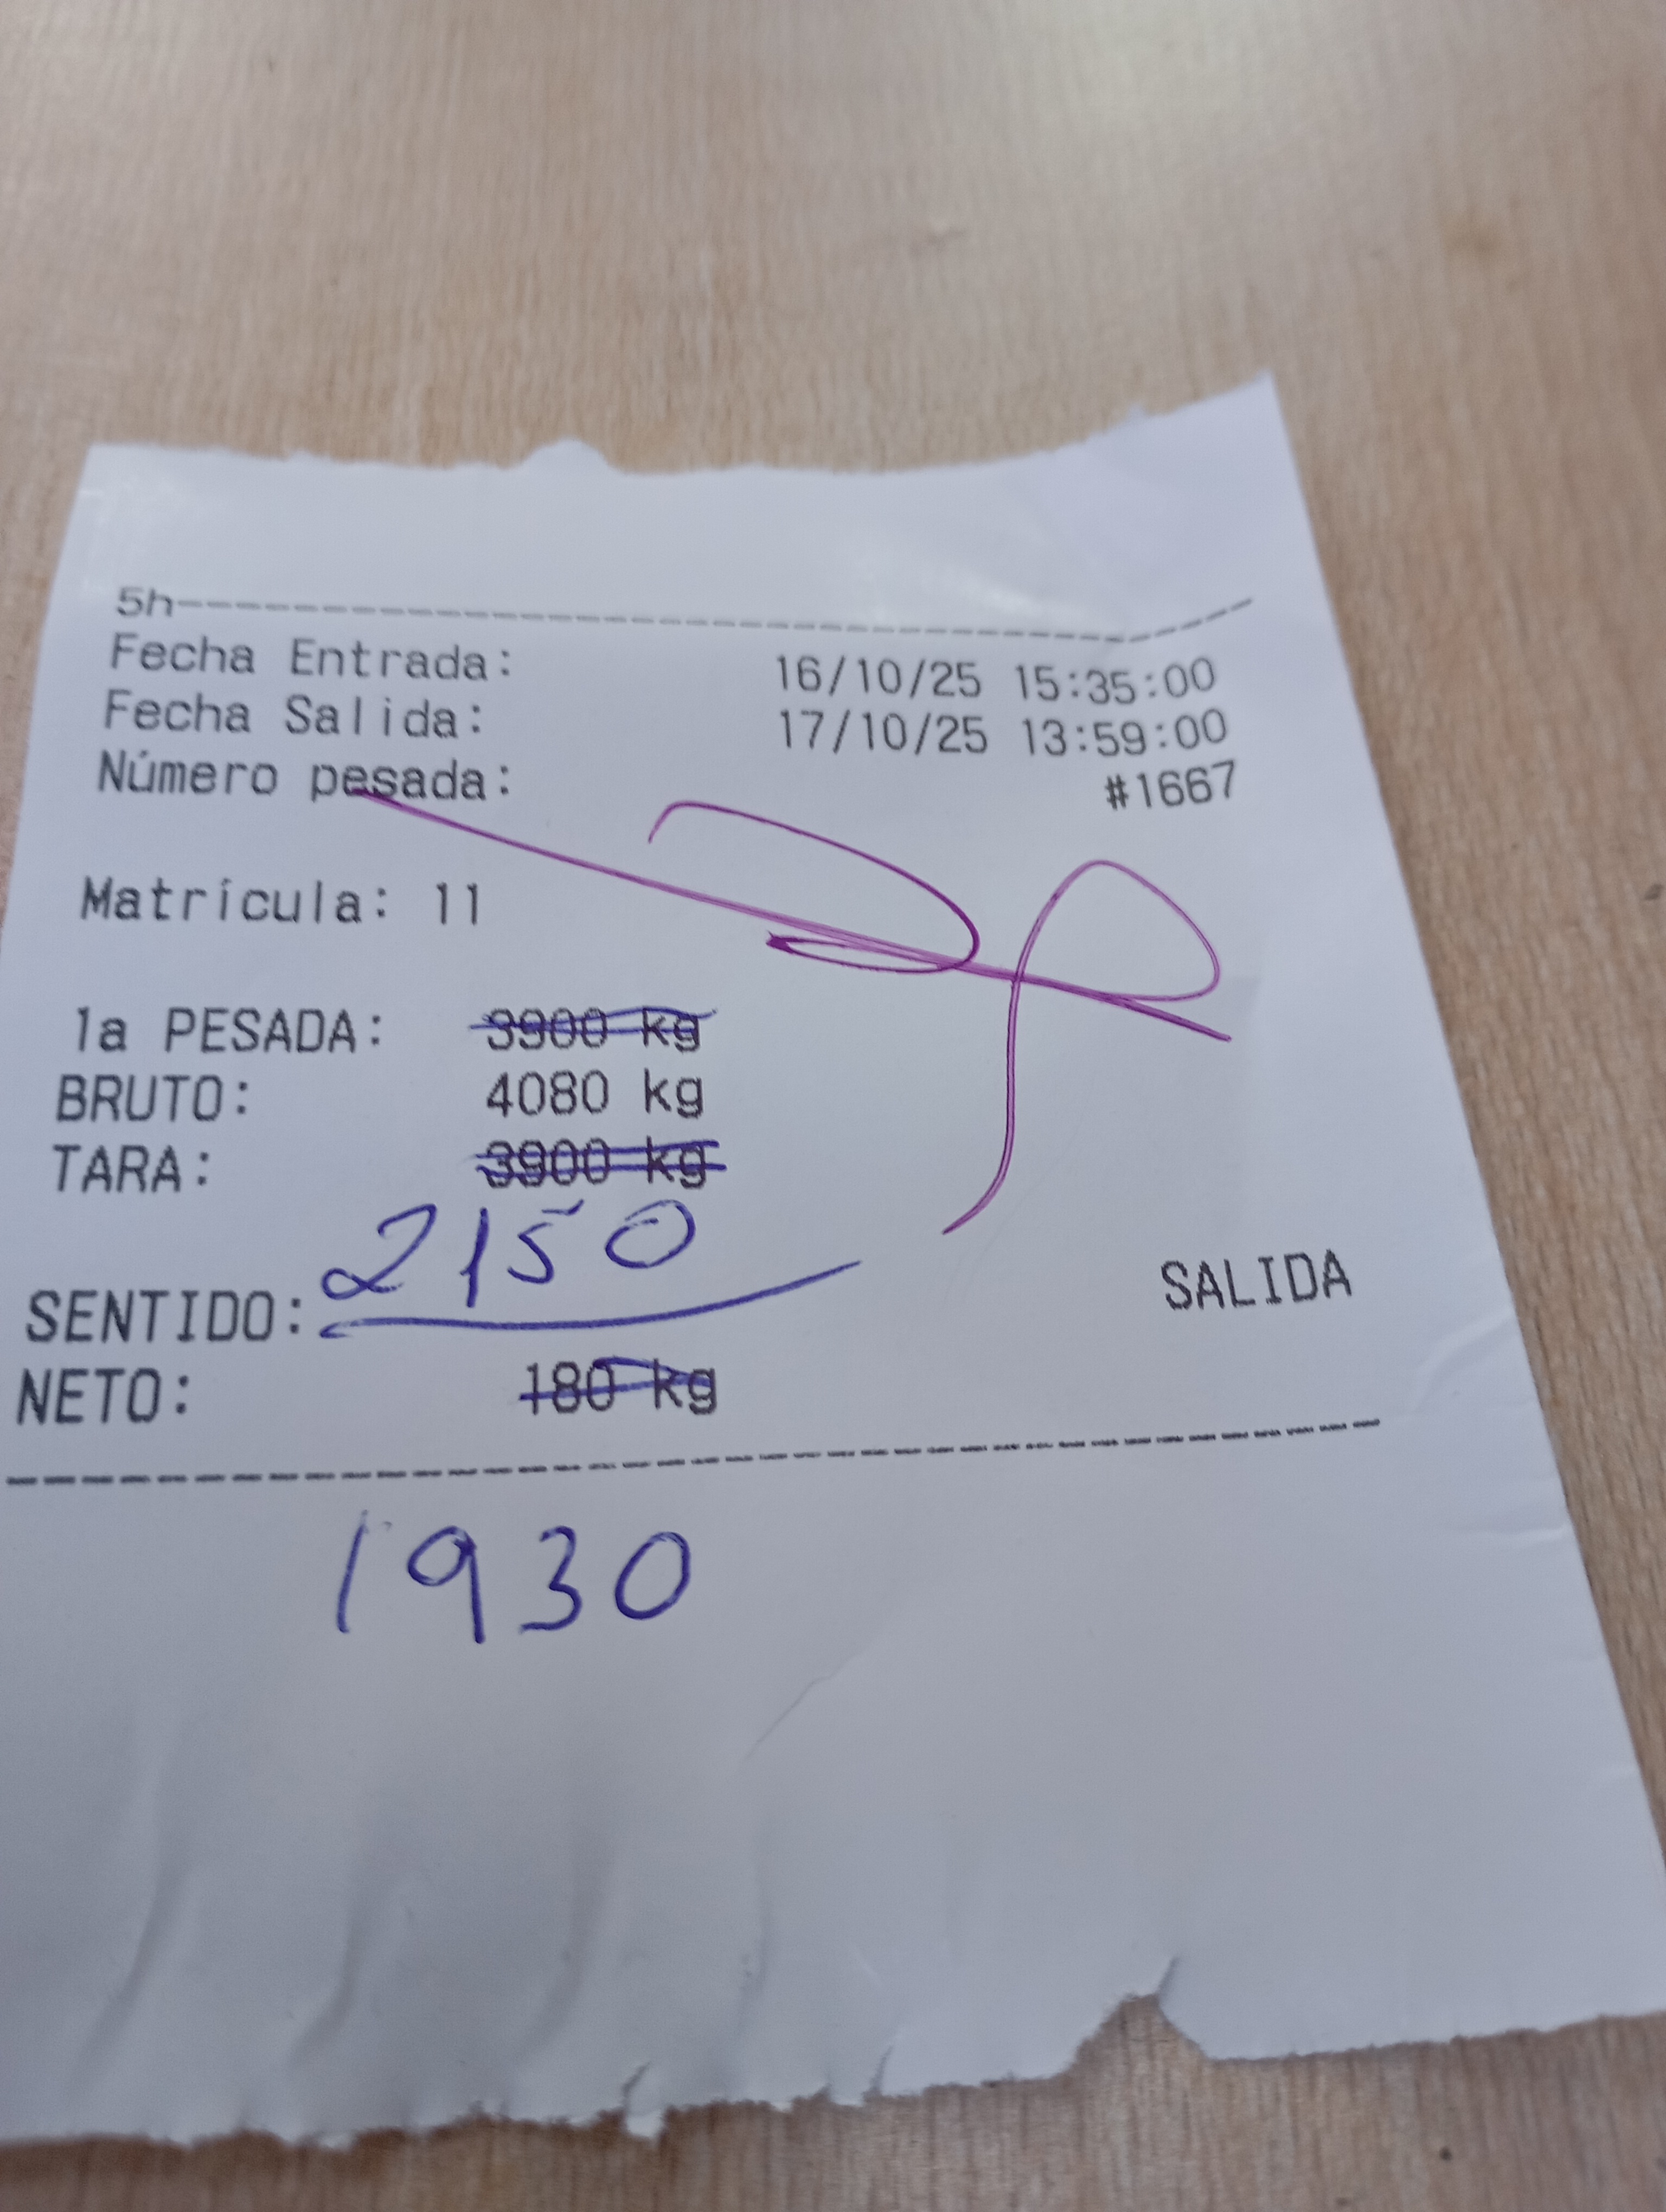 5h
Fecha Entrada: 16/10/25 15:35:00
Fecha Salida: 17/10/25 13:59:00
Número pesada: #1667
Matrícula: 11
1a PESADA: 3900 kg
BRUTO: 4080 kg
TARA: 3900 kg
2150
SENTIDO: SALIDA
NETO: 180 kg
1930